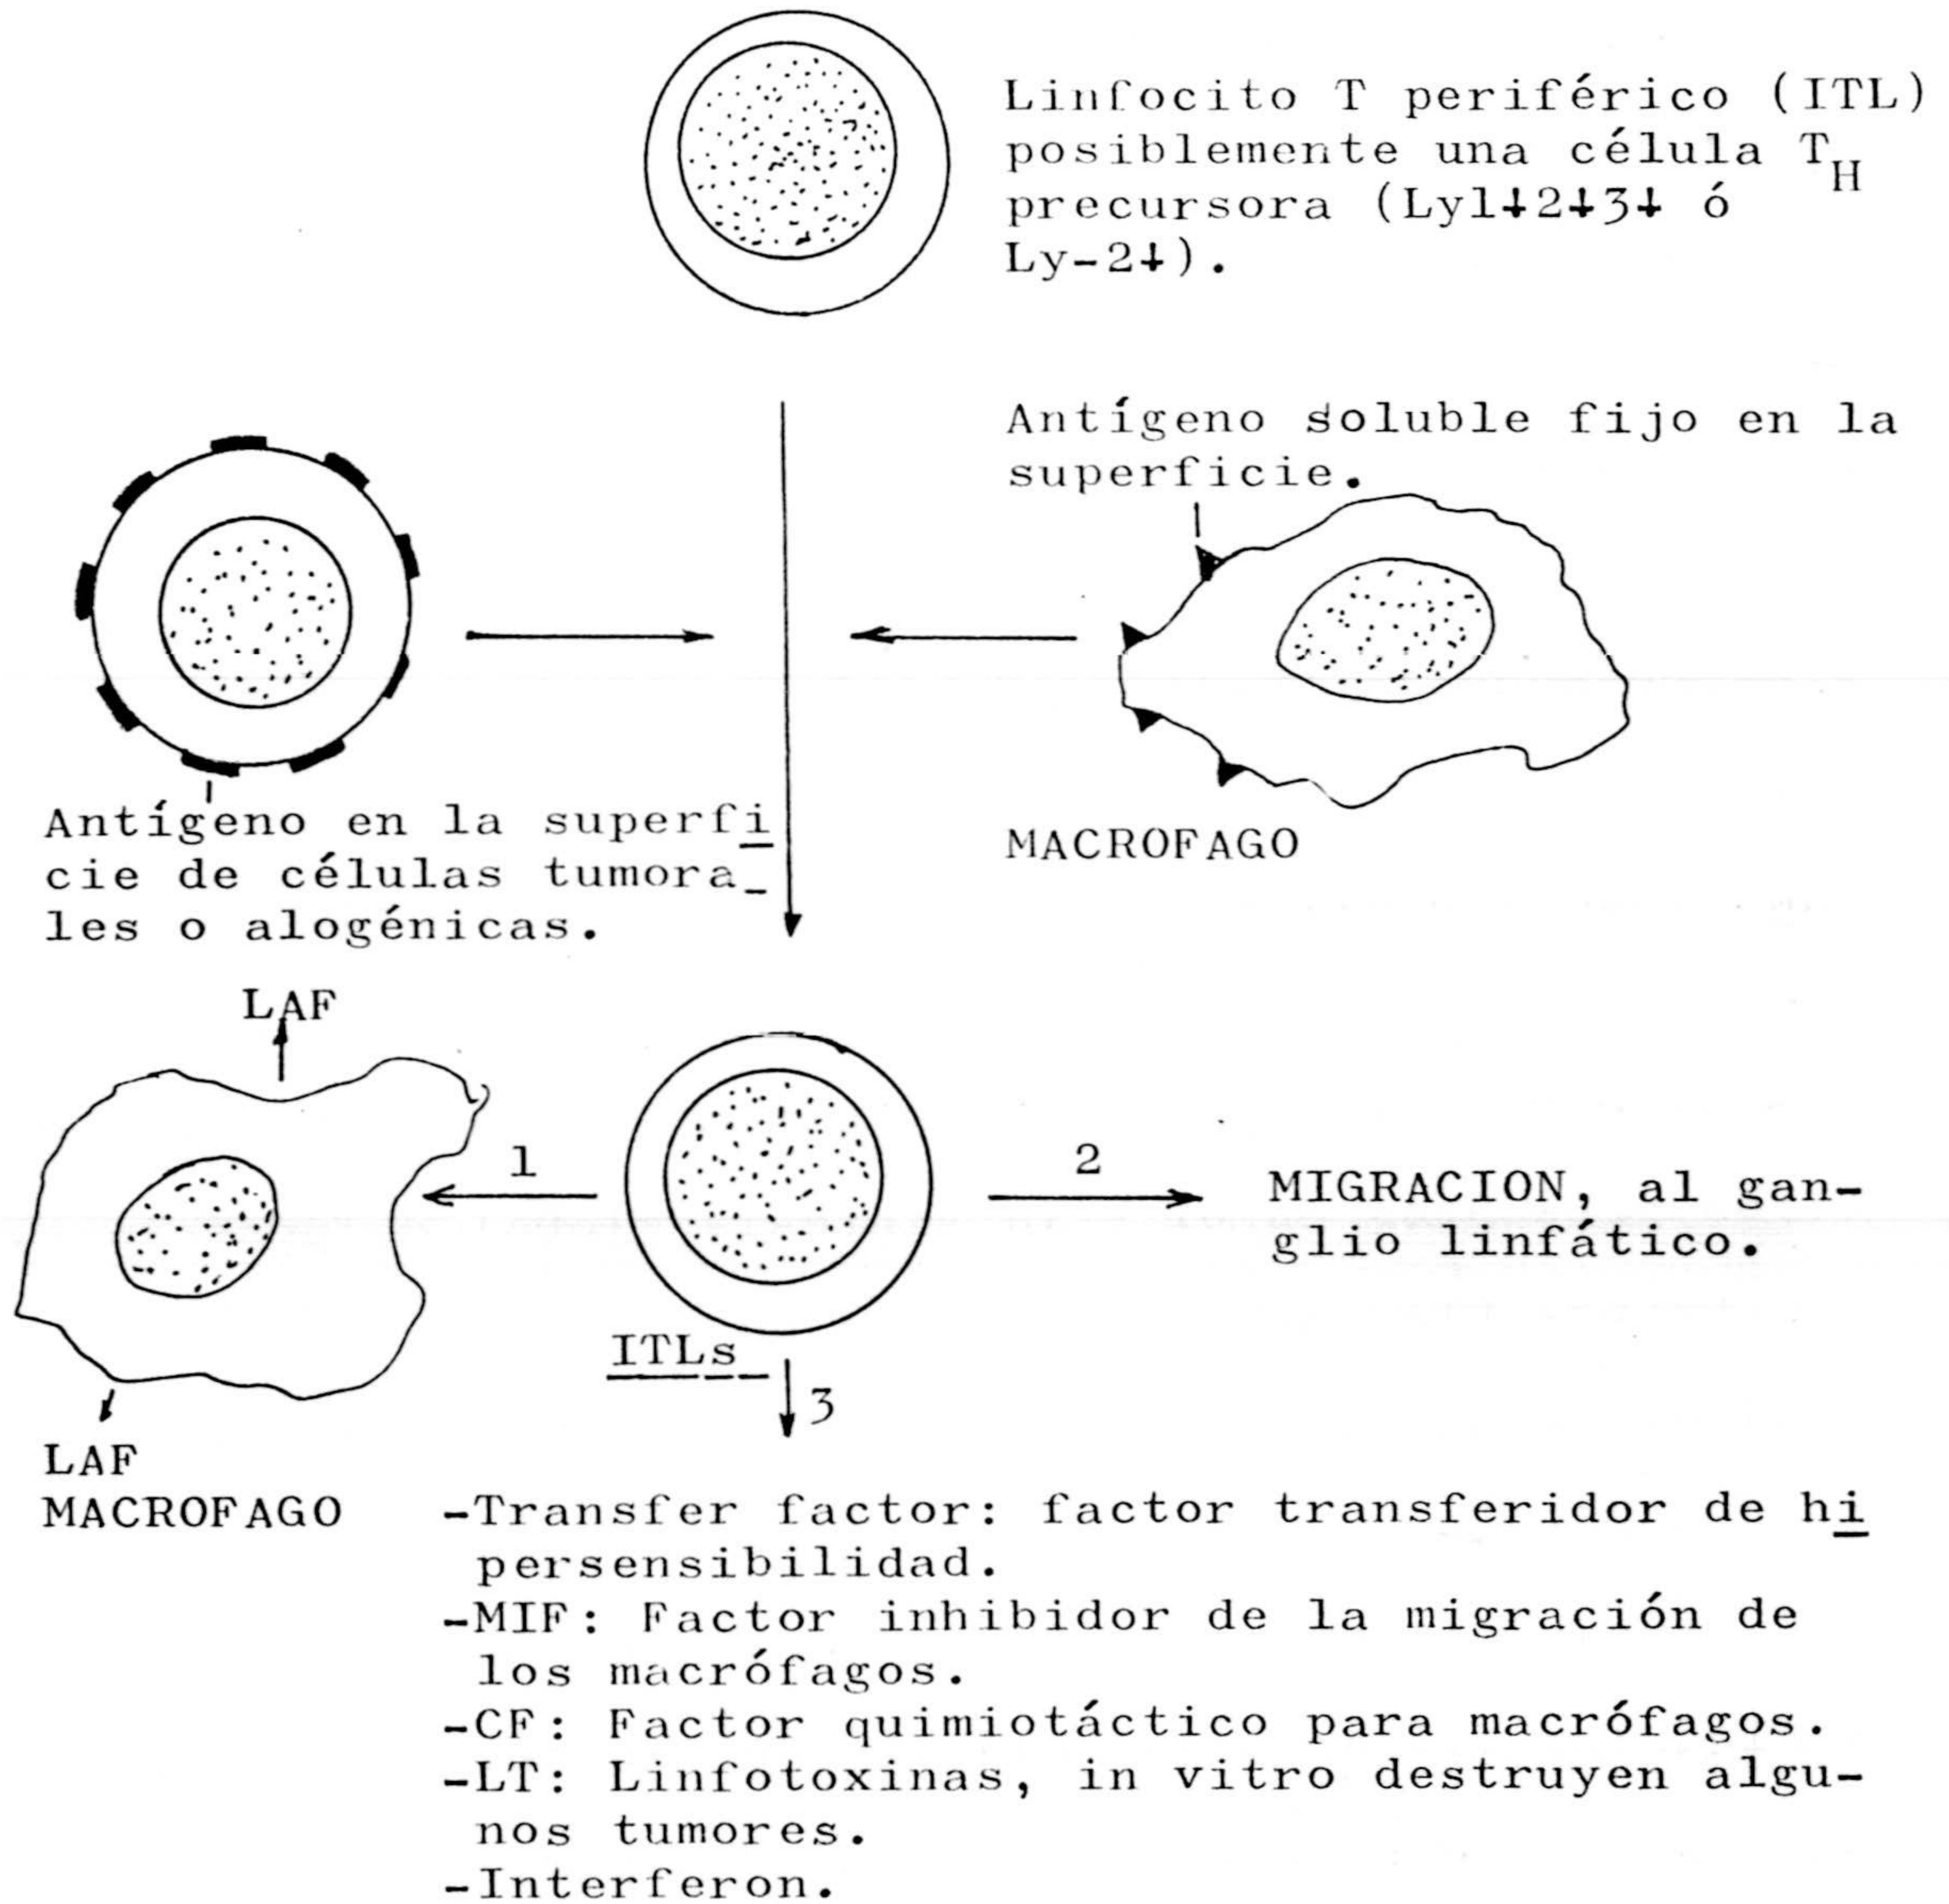 Linfocito T periférico (ITL)
posiblemente una célula T_H
precursora (Ly1+2+3+ ó
Ly-2+).
Antígeno soluble fijo en la
superficie.
MACROFAGO
Antígeno en la superfi
cie de células tumora_
les o alogénicas.
LAF
1
2
MIGRACION, al gan-
glio linfático.
ITLs
3
LAF
MACROFAGO
-Transfer factor: factor transferidor de hi
persensibilidad.
-MIF: Factor inhibidor de la migración de
los macrófagos.
-CF: Factor quimiotáctico para macrófagos.
-LT: Linfotoxinas, in vitro destruyen algu-
nos tumores.
-Interferon.